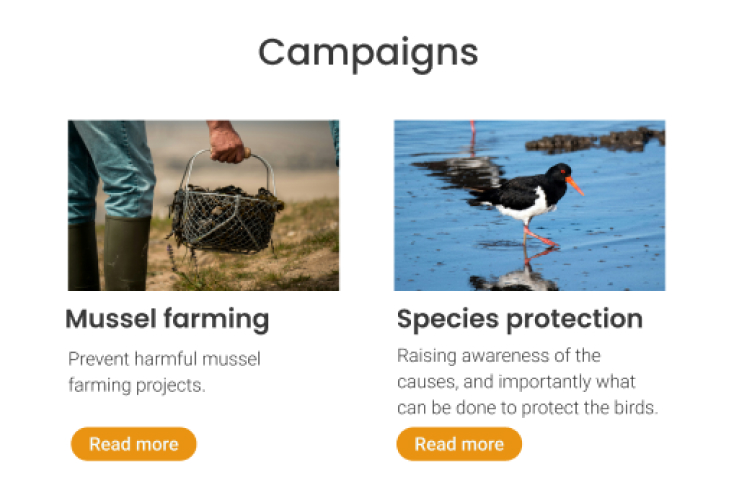 Campaigns
Mussel farming
Prevent harmful mussel
farming projects.
Read more
Species protection
Raising awareness of the
causes, and importantly what
can be done to protect the birds.
Read more